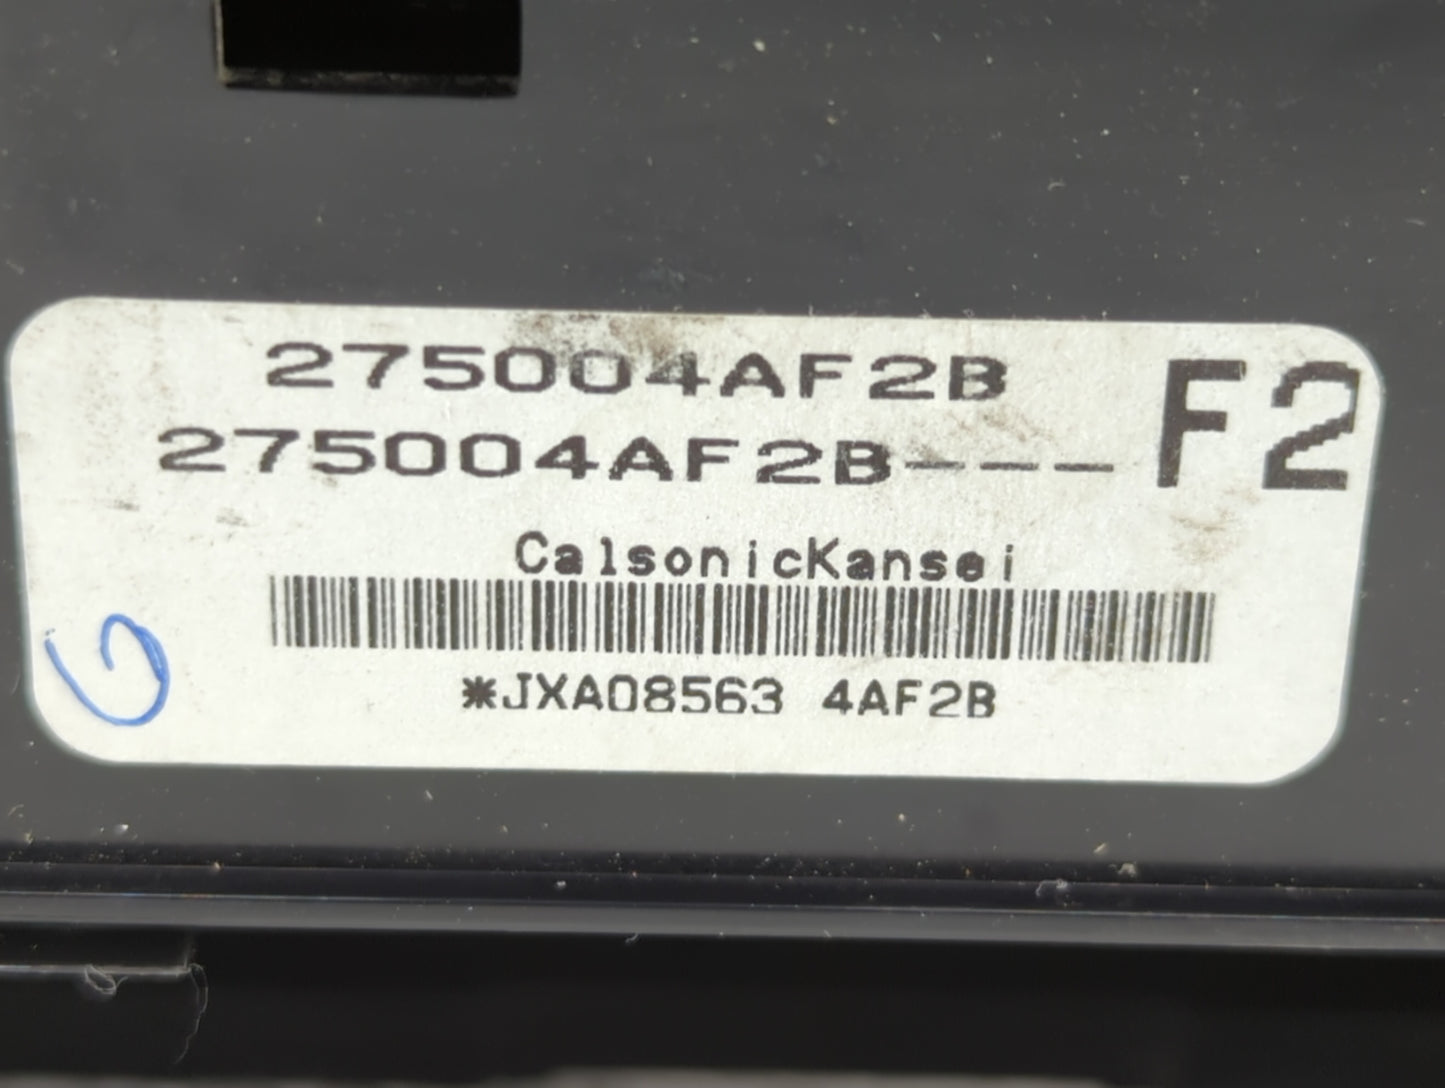 275004AF2B
275004AF2B---
F2
CalsonicKansei
*JXA08563 4AF2B